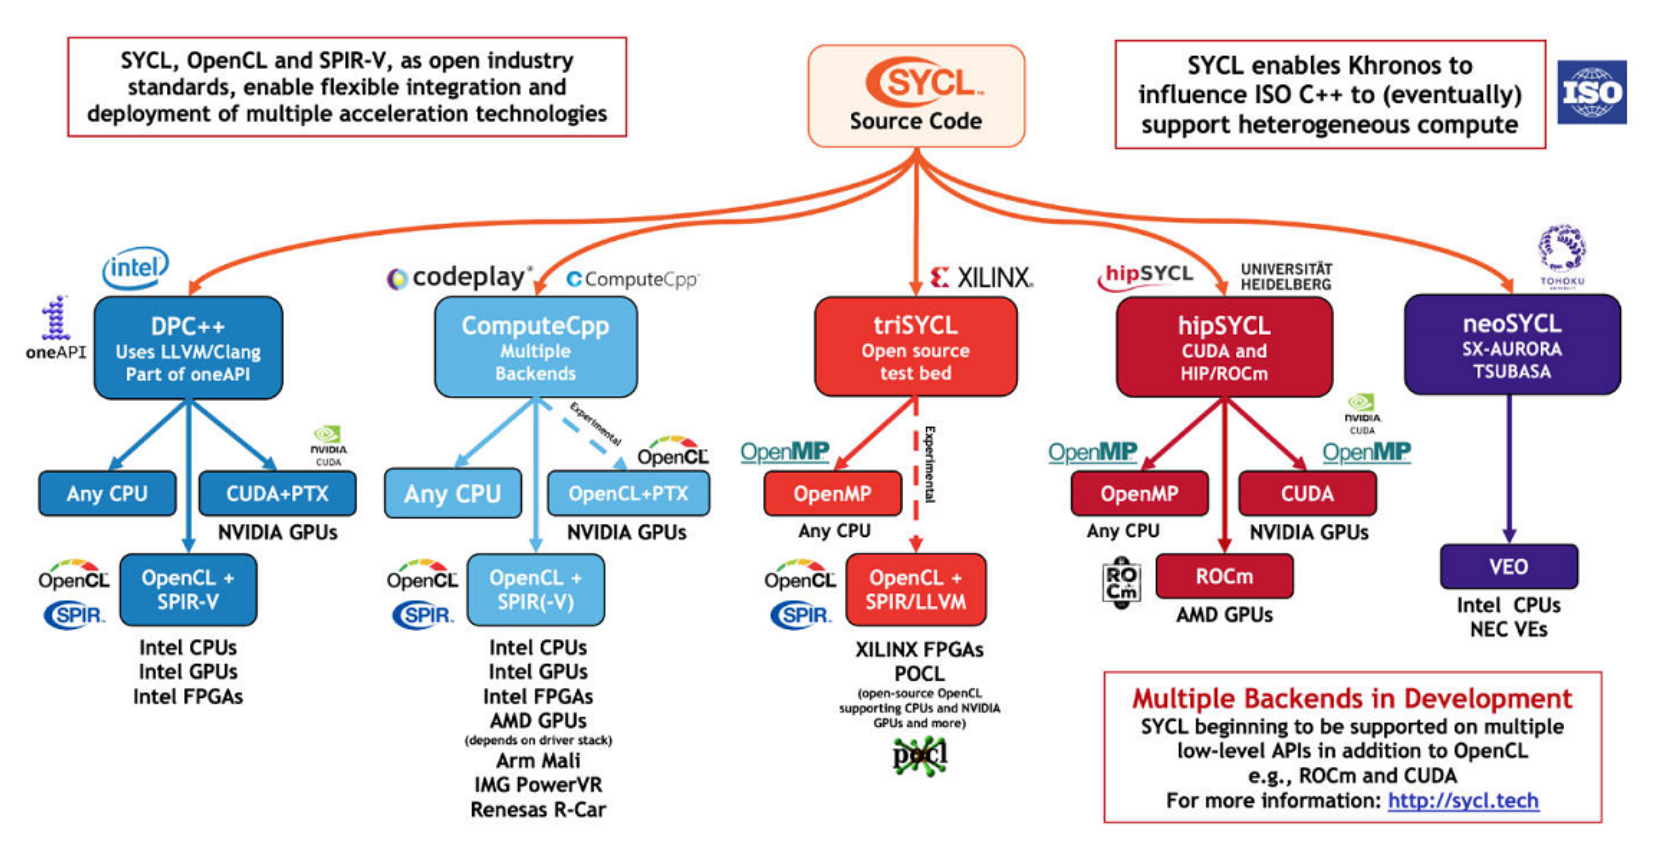 SYCL, OpenCL and SPIR-V, as open industry
standards, enable flexible integration and
deployment of multiple acceleration technologies
SYCL™
Source Code
SYCL enables Khronos to
influence ISO C++ to (eventually)
support heterogeneous compute
ISO
intel
oneAPI
DPC++
Uses LLVM/Clang
Part of oneAPI
Any CPU
NVIDIA
CUDA
CUDA+PTX
NVIDIA GPUs
OpenCL
SPIR™
OpenCL +
SPIR-V
Intel CPUs
Intel GPUs
Intel FPGAs
codeplay®
ComputeCpp™
ComputeCpp
Multiple
Backends
Experimental
Any CPU
OpenCL
OpenCL+PTX
NVIDIA GPUs
OpenCL
SPIR™
OpenCL +
SPIR(-V)
Intel CPUs
Intel GPUs
Intel FPGAs
AMD GPUs
(depends on driver stack)
Arm Mali
IMG PowerVR
Renesas R-Car
XILINX®
triSYCL
Open source
test bed
Experimental
OpenMP
OpenMP
Any CPU
OpenCL
SPIR™
OpenCL +
SPIR/LLVM
XILINX FPGAs
POCL
(open-source OpenCL
supporting CPUs and NVIDIA
GPUs and more)
pocl
hipSYCL
UNIVERSITÄT
HEIDELBERG
hipSYCL
CUDA and
HIP/ROCm
OpenMP
OpenMP
Any CPU
NVIDIA
CUDA
OpenMP
CUDA
NVIDIA GPUs
ROCm
ROCm
AMD GPUs
TOHOKU
UNIVERSITY
neoSYCL
SX-AURORA
TSUBASA
VEO
Intel CPUs
NEC VEs
Multiple Backends in Development
SYCL beginning to be supported on multiple
low-level APIs in addition to OpenCL
e.g., ROCm and CUDA
For more information: http://sycl.tech